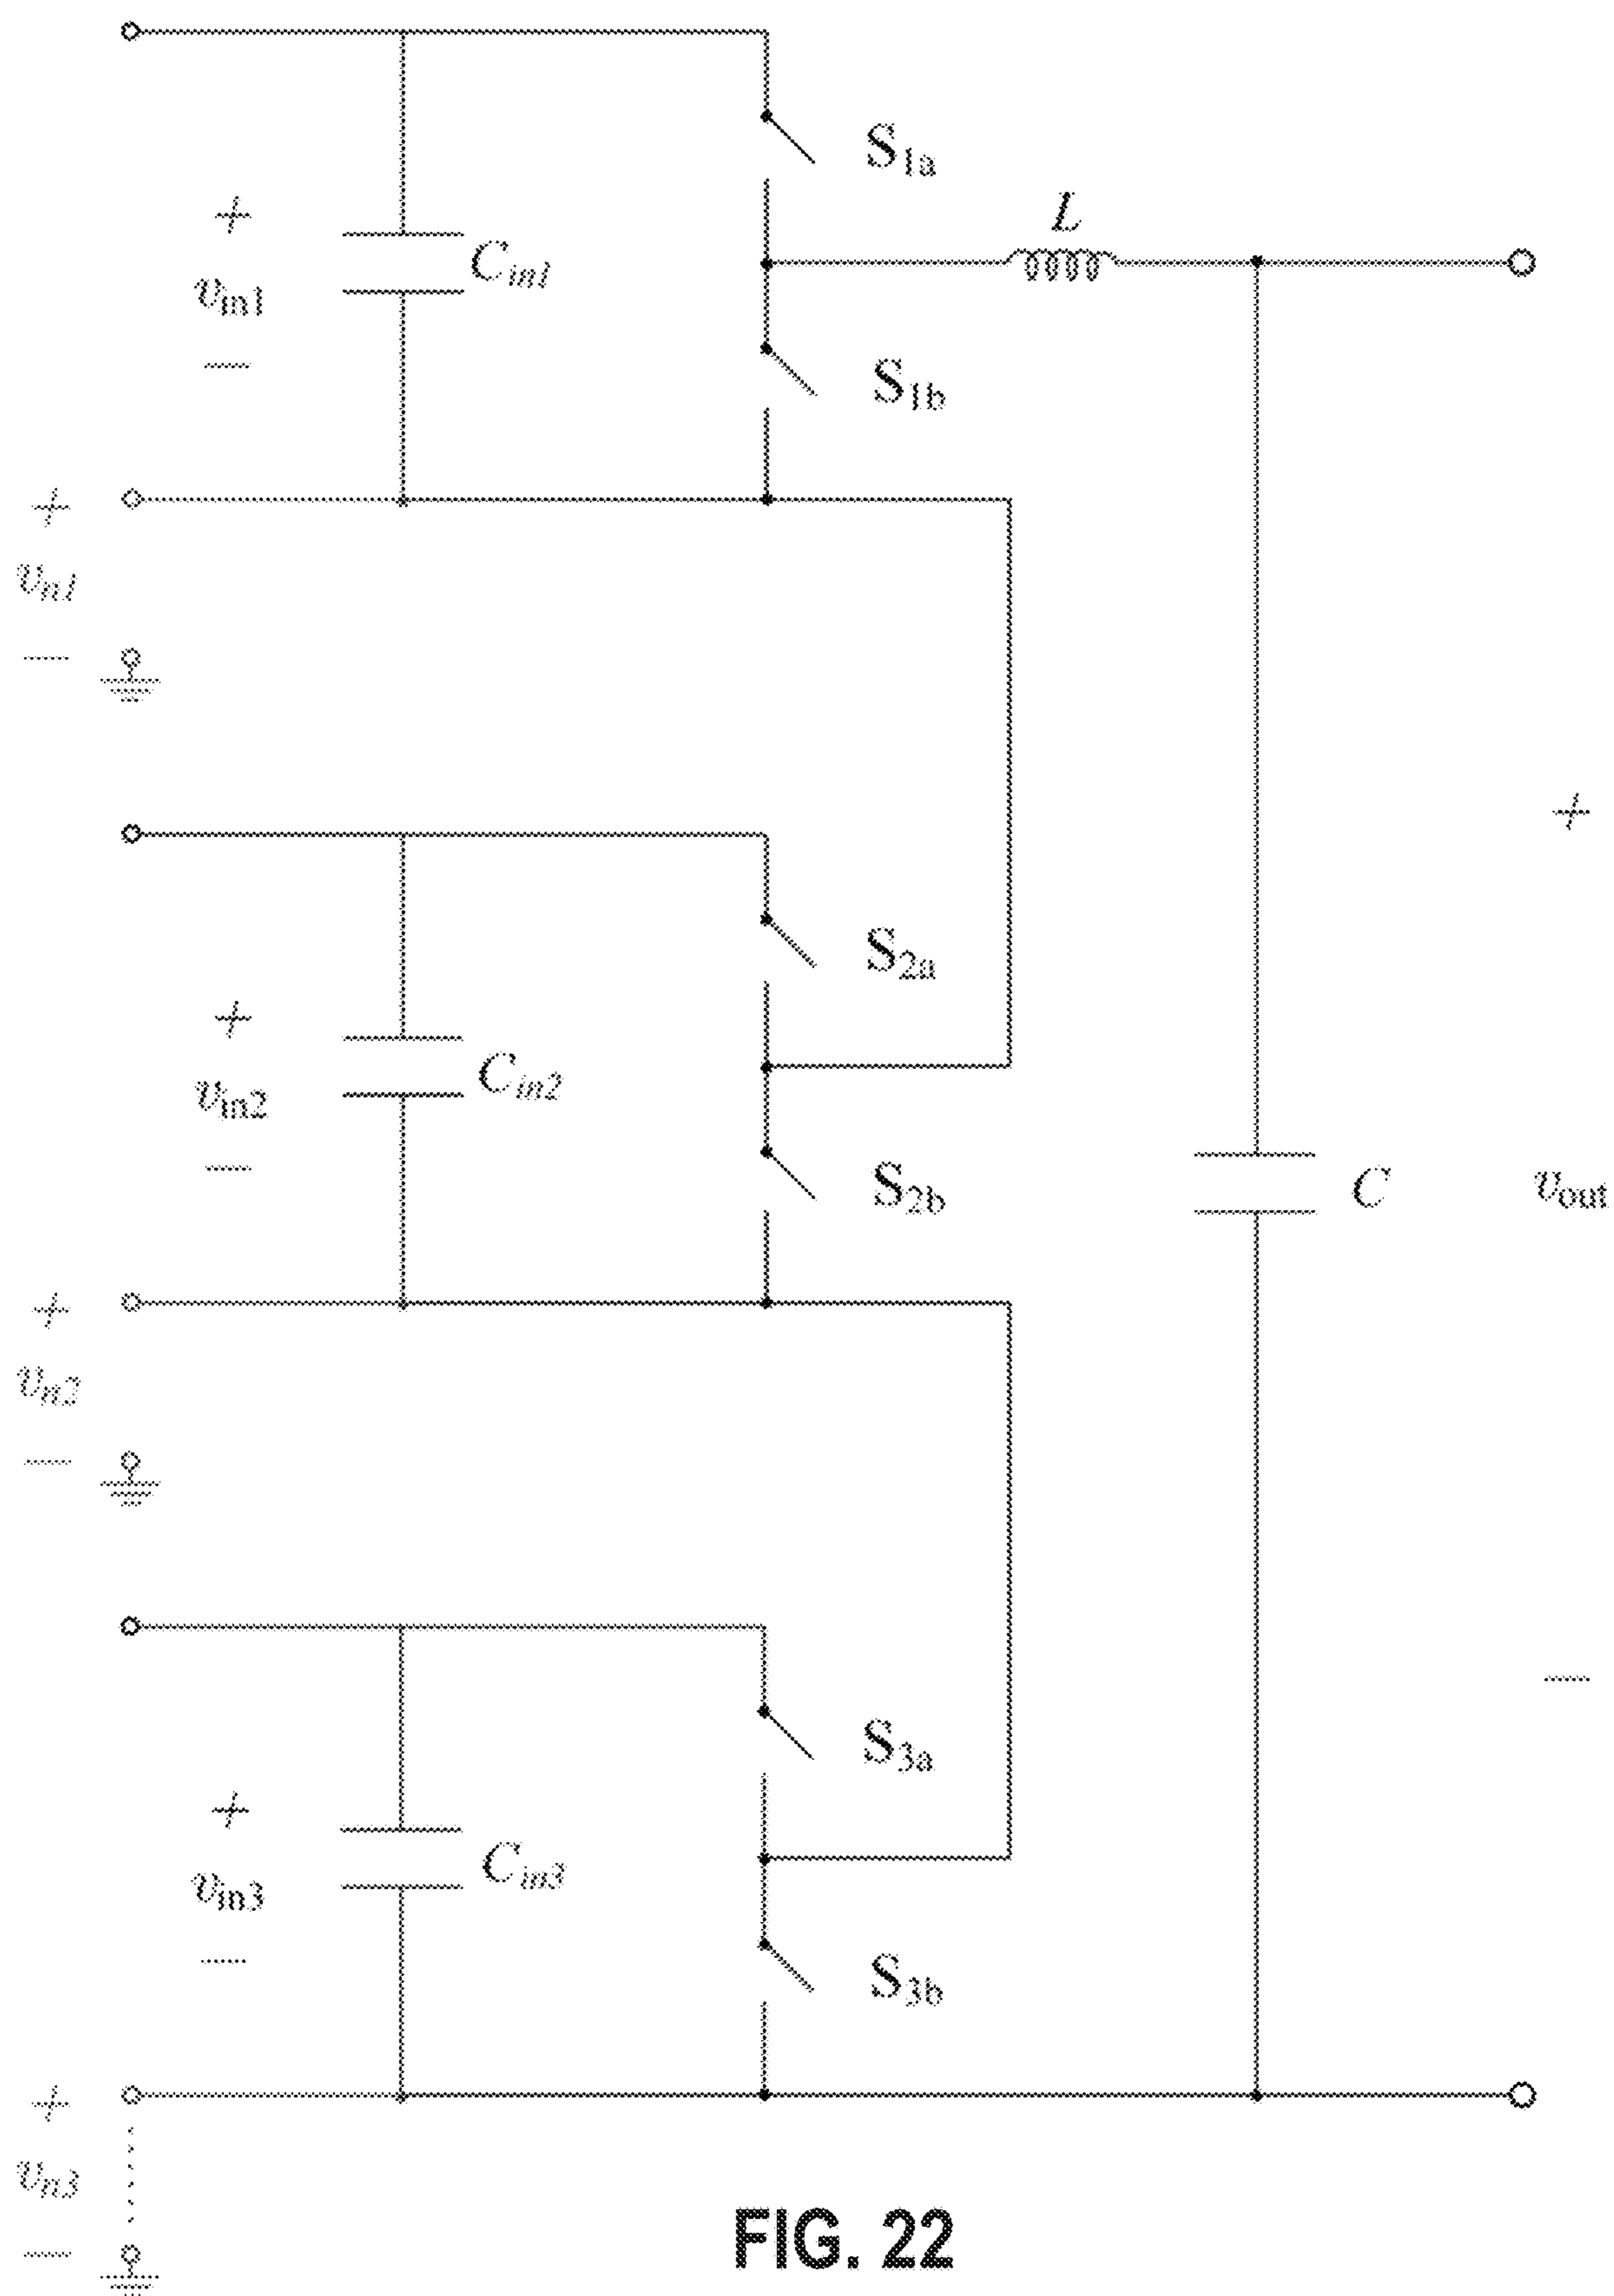 S1a
L
+
Cin1
vin1
—
S1b
+
vn1
—
S2a
+
Cin2
vin2
—
S2b
+
C
vout
+
vn2
—
S3a
—
+
Cin3
vin3
—
S3b
+
vn3
—
FIG. 22